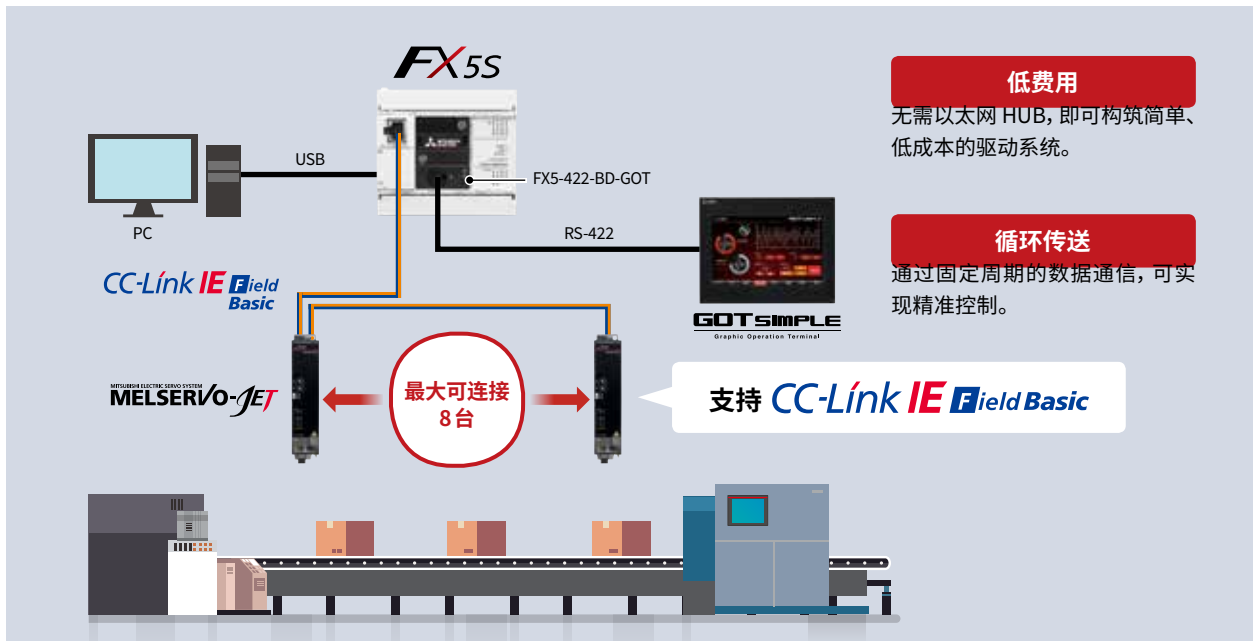 FX5S
低费用
无需以太网 HUB, 即可构筑简单、
低成本的驱动系统。
USB
FX5-422-BD-GOT
PC
RS-422
循环传送
通过固定周期的数据通信, 可实
现精准控制。
CC-Link IE Field
Basic
GOT SIMPLE
Graphic Operation Terminal
MITSUBISHI ELECTRIC SERVO SYSTEM
MELSERVO-JET
最大可连接
8台
支持 CC-Link IE Field Basic